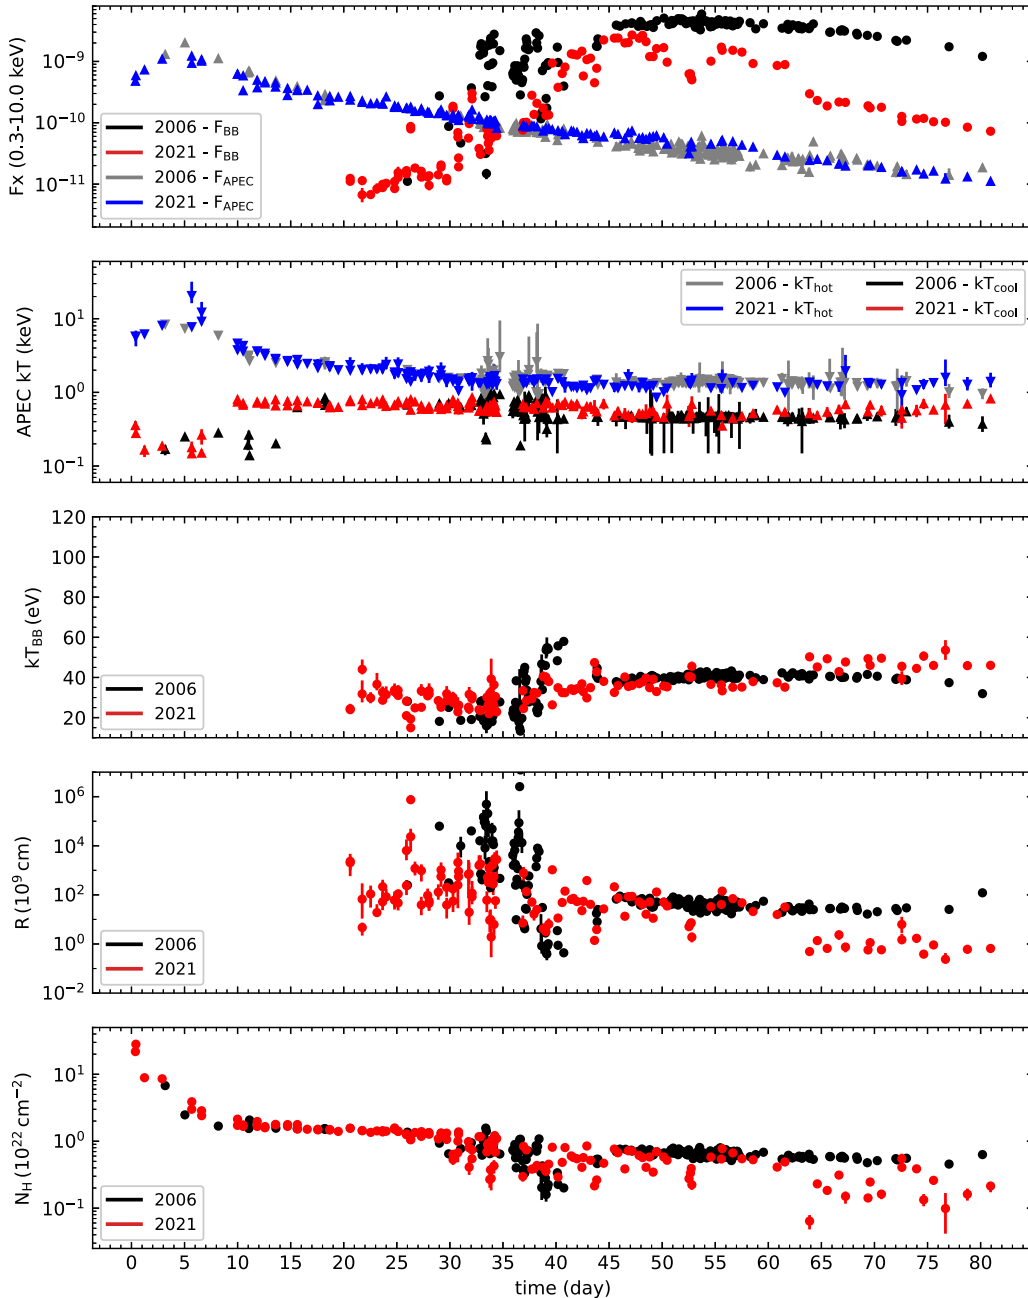 Fx (0.3-10.0 keV)
10⁻⁹
10⁻¹⁰
10⁻¹¹
2006 - F_BB
2021 - F_BB
2006 - F_APEC
2021 - F_APEC
APEC kT (keV)
10¹
10⁰
10⁻¹
2006 - kT_hot
2021 - kT_hot
2006 - kT_cool
2021 - kT_cool
kT_BB (eV)
120
100
80
60
40
20
2006
2021
R (10⁹ cm)
10⁶
10⁴
10²
10⁰
10⁻²
2006
2021
N_H (10²² cm⁻²)
10¹
10⁰
10⁻¹
2006
2021
0 5 10 15 20 25 30 35 40 45 50 55 60 65 70 75 80
time (day)